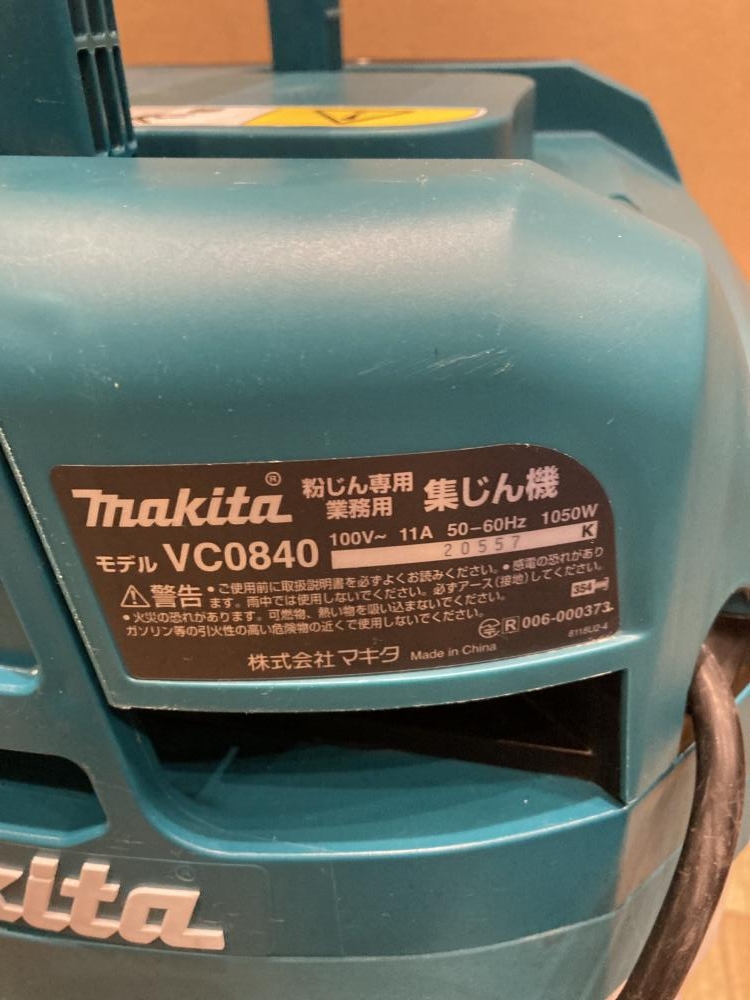 makita®
粉じん専用
業務用
集じん機
モデル VC0840
100V~ 11A 50-60Hz 1050W
20557 K
⚠警告 ・ご使用前に取扱説明書を必ずよくお読みください。・感電の恐れがあり
ます。雨中では使用しないでください。必ずアース(接地)してください。
・火災の恐れがあります。可燃物、熱い物を吸い込まないでください。
ガソリン等の引火性の高い危険物の近くで使用しないでください。
354
R 006-000373
8118U2-4
株式会社マキタ Made in China
kita